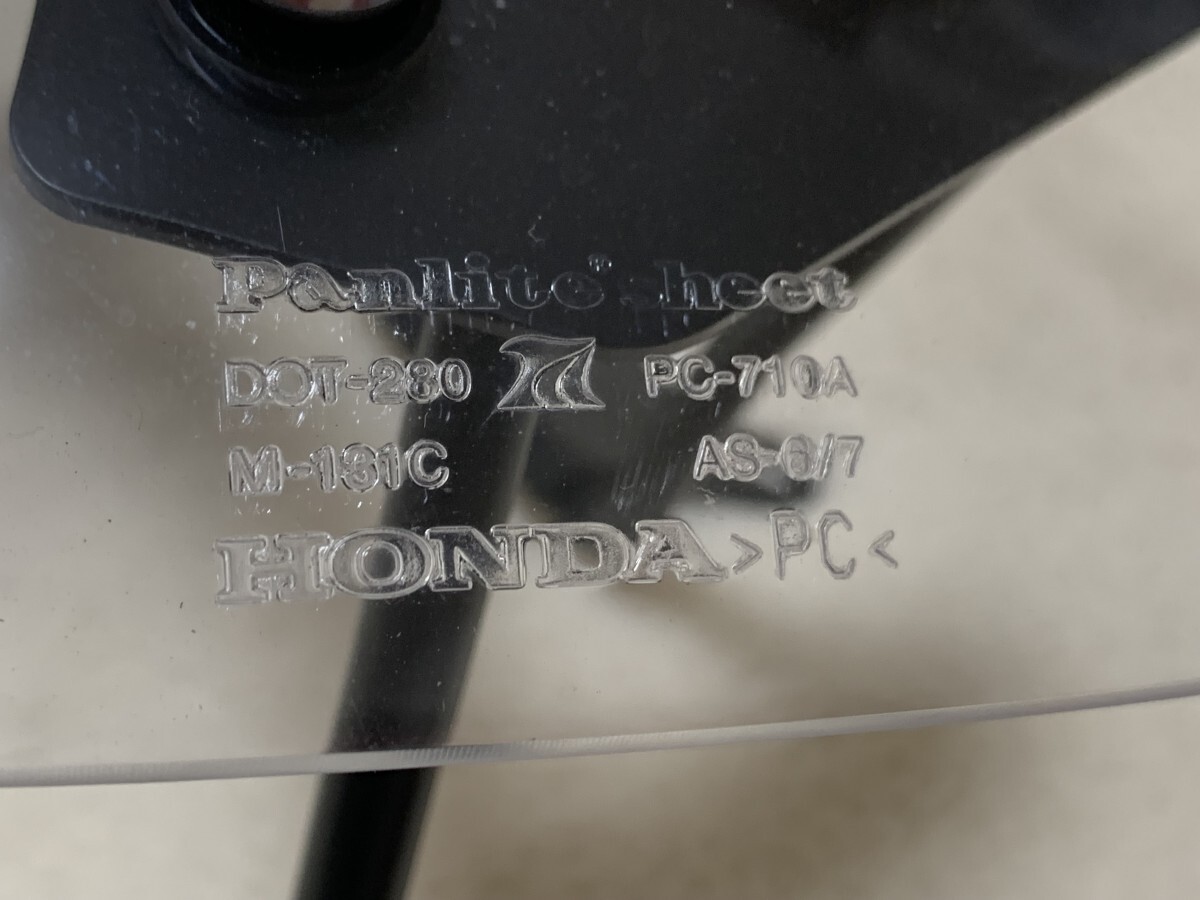 Panlite® sheet
DOT-280 PC-710A
M-131C AS-6/7
HONDA >PC<